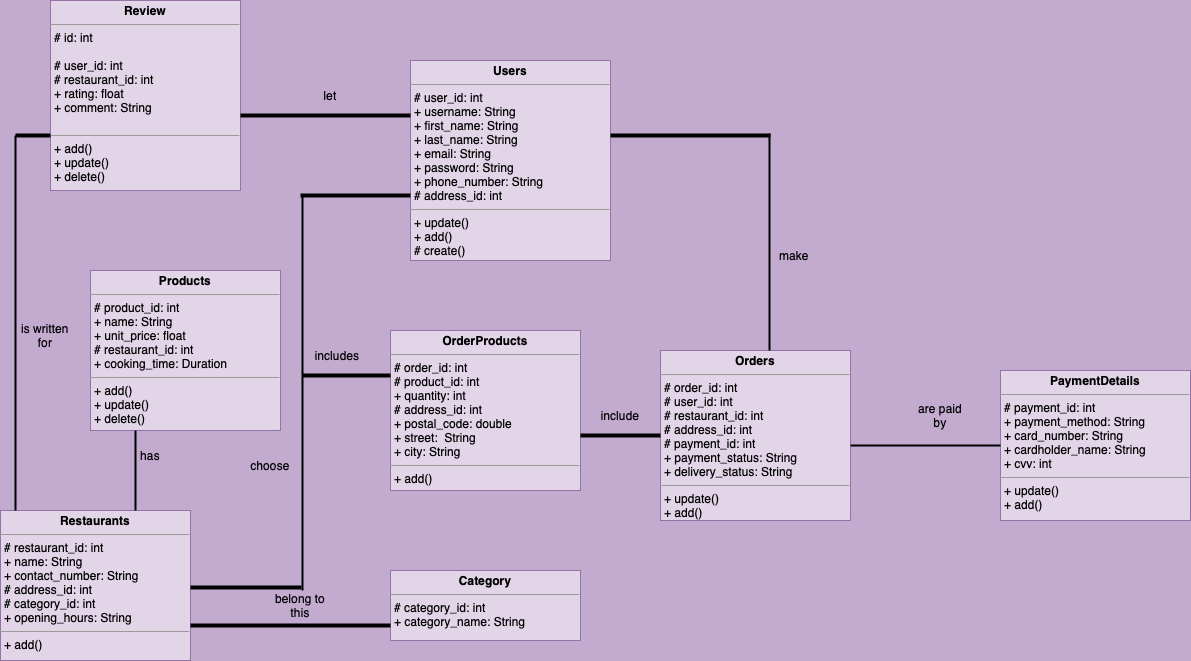 Review
# id: int
# user_id: int
# restaurant_id: int
+ rating: float
+ comment: String
+ add()
+ update()
+ delete()
let
Users
# user_id: int
+ username: String
+ first_name: String
+ last_name: String
+ email: String
+ password: String
+ phone_number: String
# address_id: int
+ update()
+ add()
# create()
make
is written
for
Products
# product_id: int
+ name: String
+ unit_price: float
# restaurant_id: int
+ cooking_time: Duration
+ add()
+ update()
+ delete()
has
includes
choose
OrderProducts
# order_id: int
# product_id: int
+ quantity: int
# address_id: int
+ postal_code: double
+ street:  String
+ city: String
+ add()
include
Orders
# order_id: int
# user_id: int
# restaurant_id: int
# address_id: int
# payment_id: int
+ payment_status: String
+ delivery_status: String
+ update()
+ add()
are paid
by
PaymentDetails
# payment_id: int
+ payment_method: String
+ card_number: String
+ cardholder_name: String
+ cvv: int
+ update()
+ add()
Restaurants
# restaurant_id: int
+ name: String
+ contact_number: String
# address_id: int
# category_id: int
+ opening_hours: String
+ add()
belong to
this
Category
# category_id: int
+ category_name: String